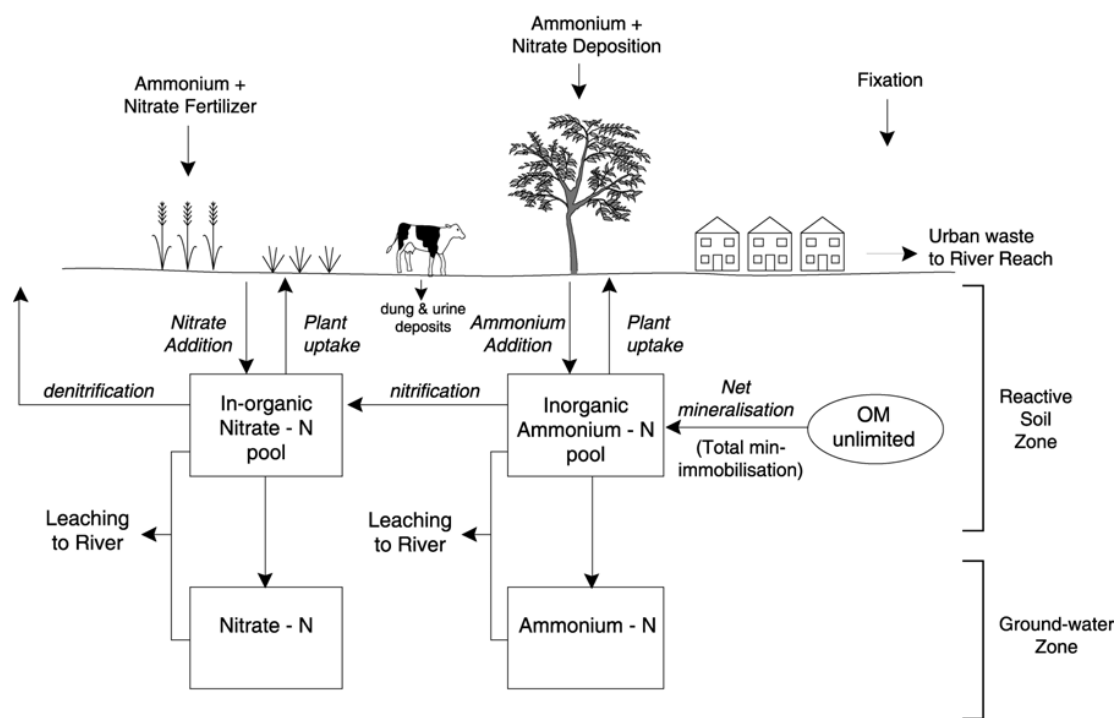 Ammonium +
Nitrate Deposition
Ammonium +
Nitrate Fertilizer
Fixation
Urban waste
to River Reach
dung & urine
deposits
Nitrate
Addition
Plant
uptake
Ammonium
Addition
Plant
uptake
denitrification
In-organic
Nitrate - N
pool
nitrification
Inorganic
Ammonium - N
pool
Net
mineralisation
(Total min-
immobilisation)
OM
unlimited
Reactive
Soil
Zone
Leaching
to River
Leaching
to River
Nitrate - N
Ammonium - N
Ground-water
Zone